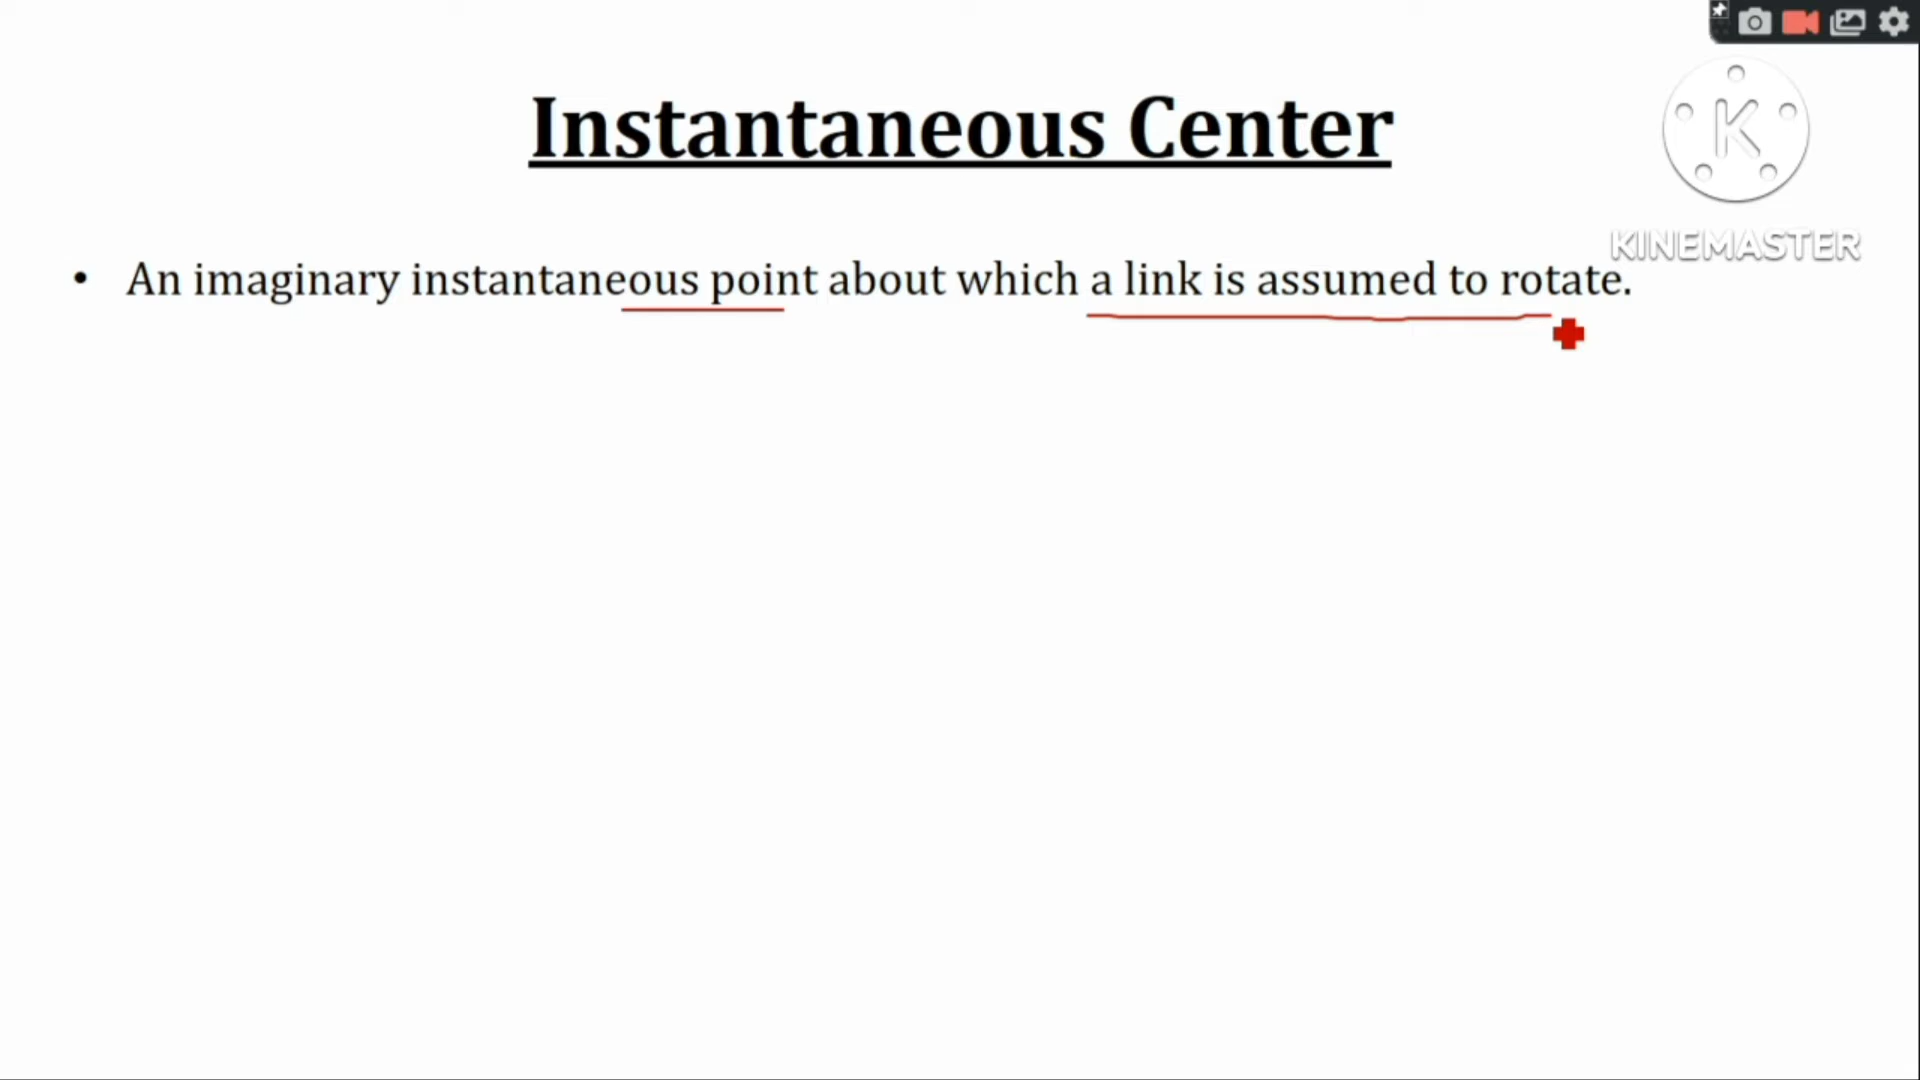 Instantaneous Center
K
KINEMASTER
• An imaginary instantaneous point about which a link is assumed to rotate.